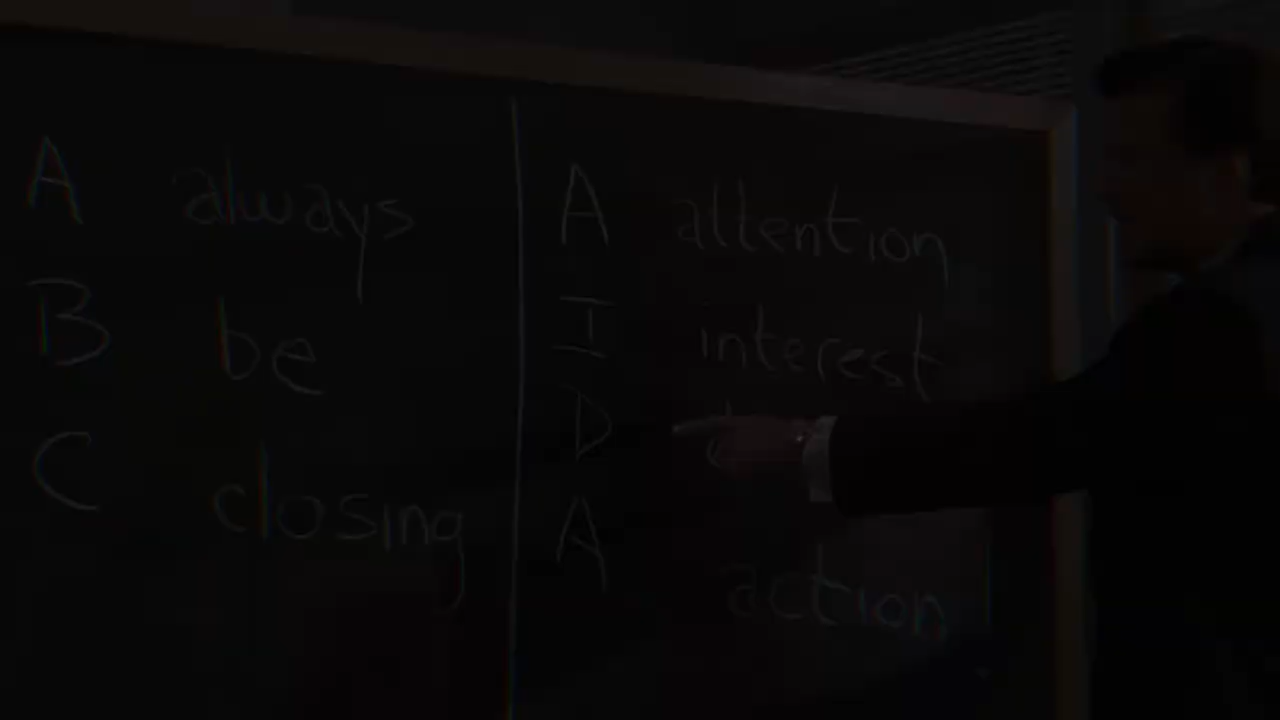 A always
B be
C closing
A attention
I interest
D
A action